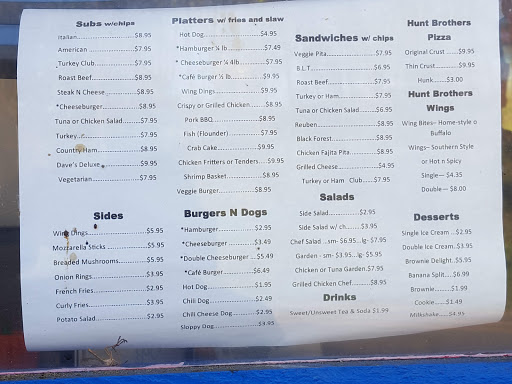 Subs w/chips
Italian.....$8.95
American.....$7.95
Turkey Club.....$7.95
Roast Beef.....$8.95
Steak N Cheese.....$8.95
*Cheeseburger.....$8.95
Tuna or Chicken Salad.....$7.95
Turkey.....$7.95
Country Ham.....$8.95
Dave's Deluxe.....$9.95
Vegetarian.....$7.95
Sides
Wing Dings.....$5.95
Mozzarella Sticks.....$5.95
Breaded Mushrooms.....$5.95
Onion Rings.....$3.95
French Fries.....$2.95
Curly Fries.....$3.95
Potato Salad.....$2.95
Platters w/ fries and slaw
Hot Dog.....$4.95
*Hamburger ¼ lb.....$7.49
*Cheeseburger ¼ lb.....$7.95
*Café Burger ½ lb.....$9.95
Wing Dings.....$9.95
Crispy or Grilled Chicken.....$8.95
Pork BBQ.....$8.95
Fish (Flounder).....$7.95
Crab Cake.....$9.95
Chicken Fritters or Tenders....$9.95
Shrimp Basket.....$8.95
Veggie Burger.....$8.95
Burgers N Dogs
*Hamburger.....$2.95
*Cheeseburger.....$3.49
*Double Cheeseburger.....$5.49
*Café Burger.....$6.49
Hot Dog.....$1.95
Chili Dog.....$2.49
Chili Cheese Dog.....$2.95
Sloppy Dog.....$3.95
Sandwiches w/ chips
Veggie Pita.....$7.95
B.L.T.....$6.95
Roast Beef.....$7.95
Turkey or Ham.....$7.95
Tuna or Chicken Salad.....$6.95
Reuben.....$8.95
Black Forest.....$8.95
Chicken Fajita Pita.....$8.95
Grilled Cheese.....$4.95
Turkey or Ham Club.....$7.95
Salads
Side Salad.....$2.95
Side Salad w/ ch.....$3.95
Chef Salad ..sm- $6.95...lg- $7.95
Garden - sm- $3.95...lg- $5.95
Chicken or Tuna Garden.$7.95
Grilled Chicken Chef.....$8.95
Drinks
Sweet/Unsweet Tea & Soda $1.99
Hunt Brothers
Pizza
Original Crust .....$9.95
Thin Crust.....$9.95
Hunk.....$3.00
Hunt Brothers
Wings
Wing Bites– Home-style o
Buffalo
Wings– Southern Style
or Hot n Spicy
Single— $4.35
Double— $8.00
Desserts
Single Ice Cream ...$2.95
Double Ice Cream..$3.95
Brownie Delight..$5.95
Banana Split....$6.99
Brownie.....$1.99
Cookie.....$1.49
Milkshake.....$4.95